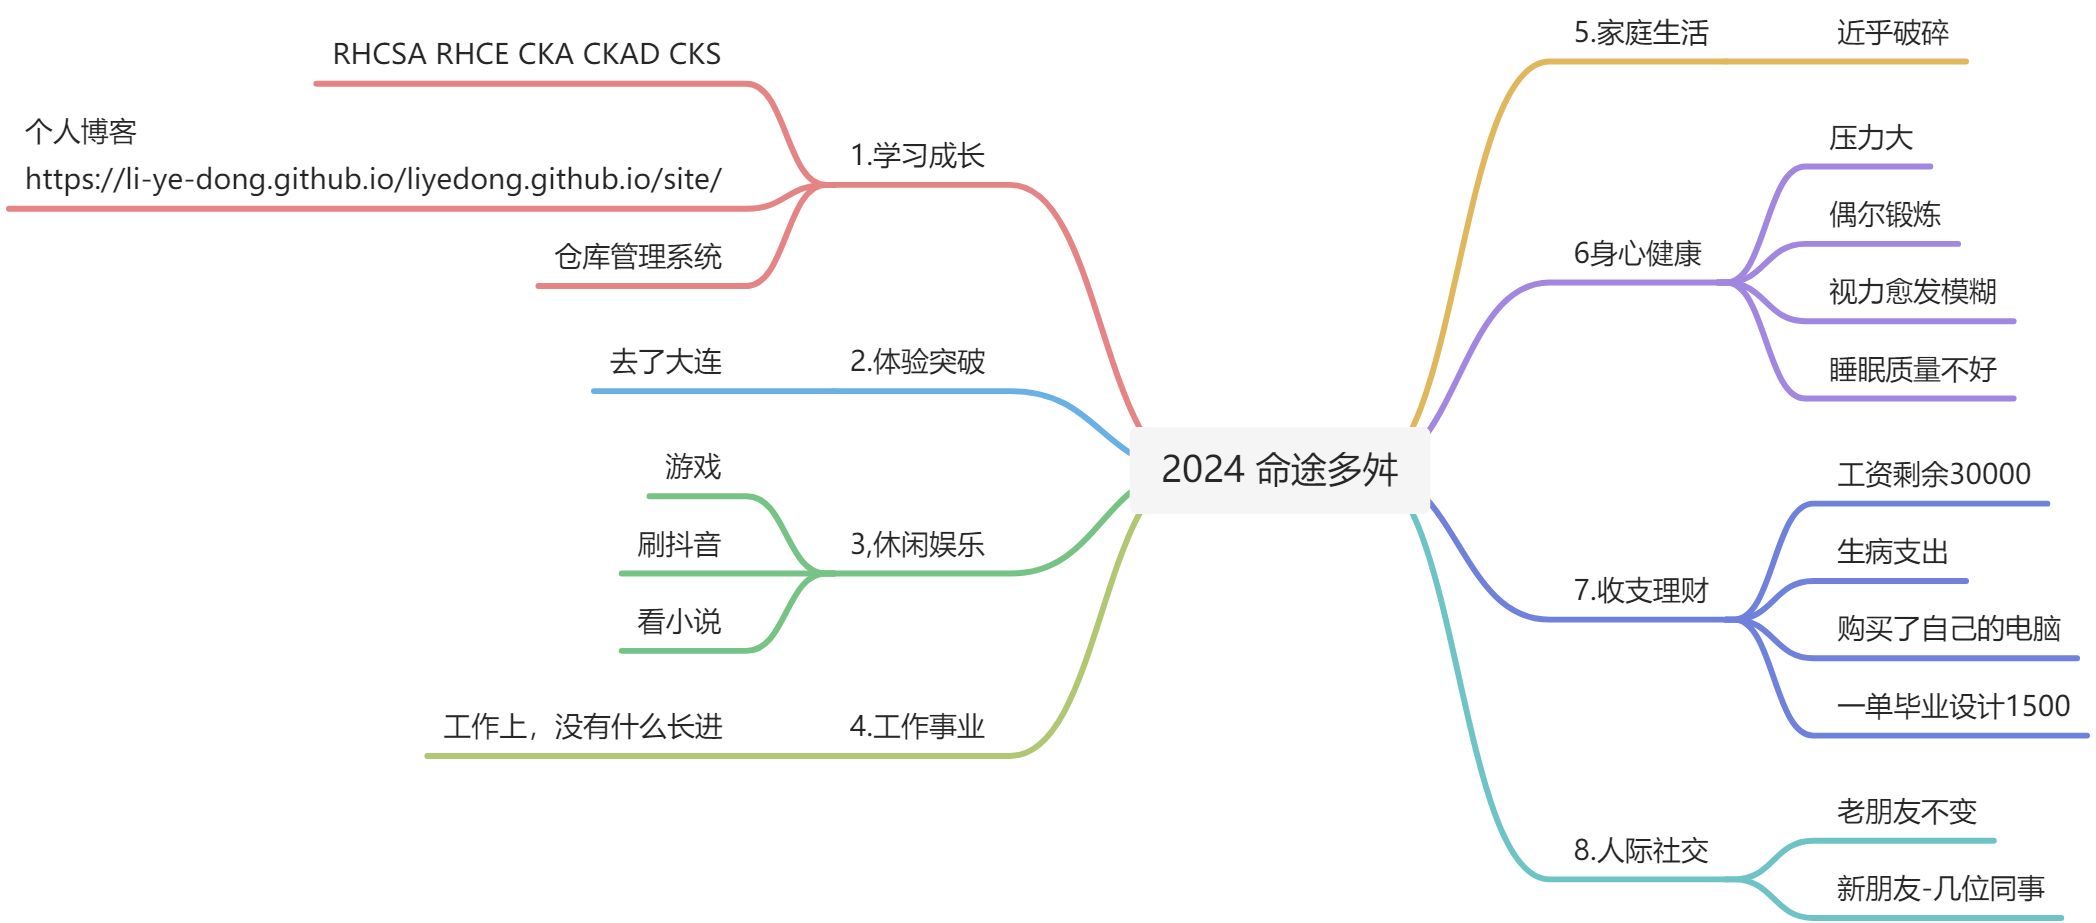 2024 命途多舛
1.学习成长
RHCSA RHCE CKA CKAD CKS
个人博客
https://li-ye-dong.github.io/liyedong.github.io/site/
仓库管理系统
2.体验突破
去了大连
3,休闲娱乐
游戏
刷抖音
看小说
4.工作事业
工作上，没有什么长进
5.家庭生活
近乎破碎
6身心健康
压力大
偶尔锻炼
视力愈发模糊
睡眠质量不好
7.收支理财
工资剩余30000
生病支出
购买了自己的电脑
一单毕业设计1500
8.人际社交
老朋友不变
新朋友-几位同事